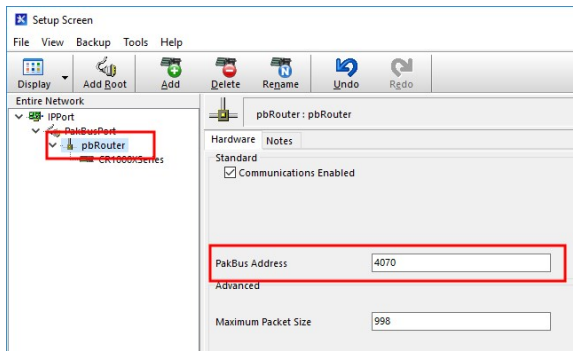 Setup Screen
File View Backup Tools Help
Display Add Root Add Delete Rename Undo Redo
Entire Network
IPPort
PakBusPort
pbRouter
CR1000XSeries
pbRouter : pbRouter
Hardware Notes
Standard
Communications Enabled
PakBus Address 4070
Advanced
Maximum Packet Size 998